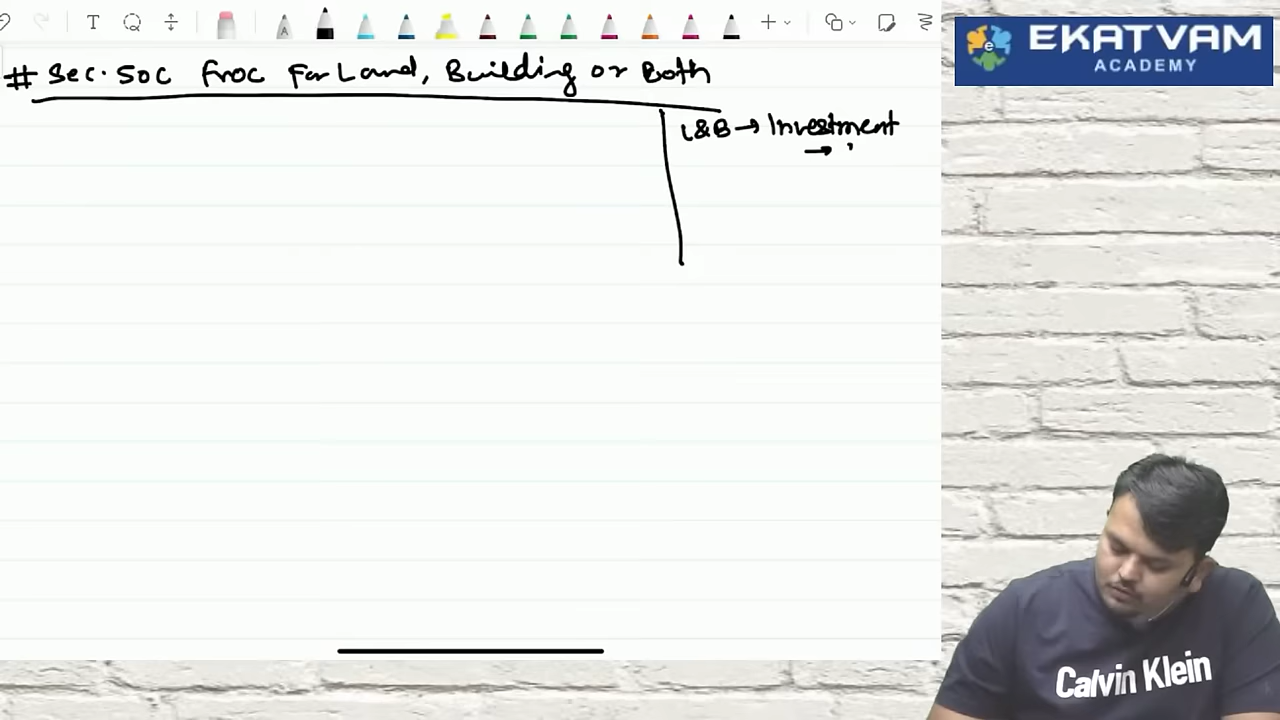 # Sec. 50C FVOC For Land, Building or Both
L&B → Investment
→
EKATVAM
ACADEMY
Calvin Klein